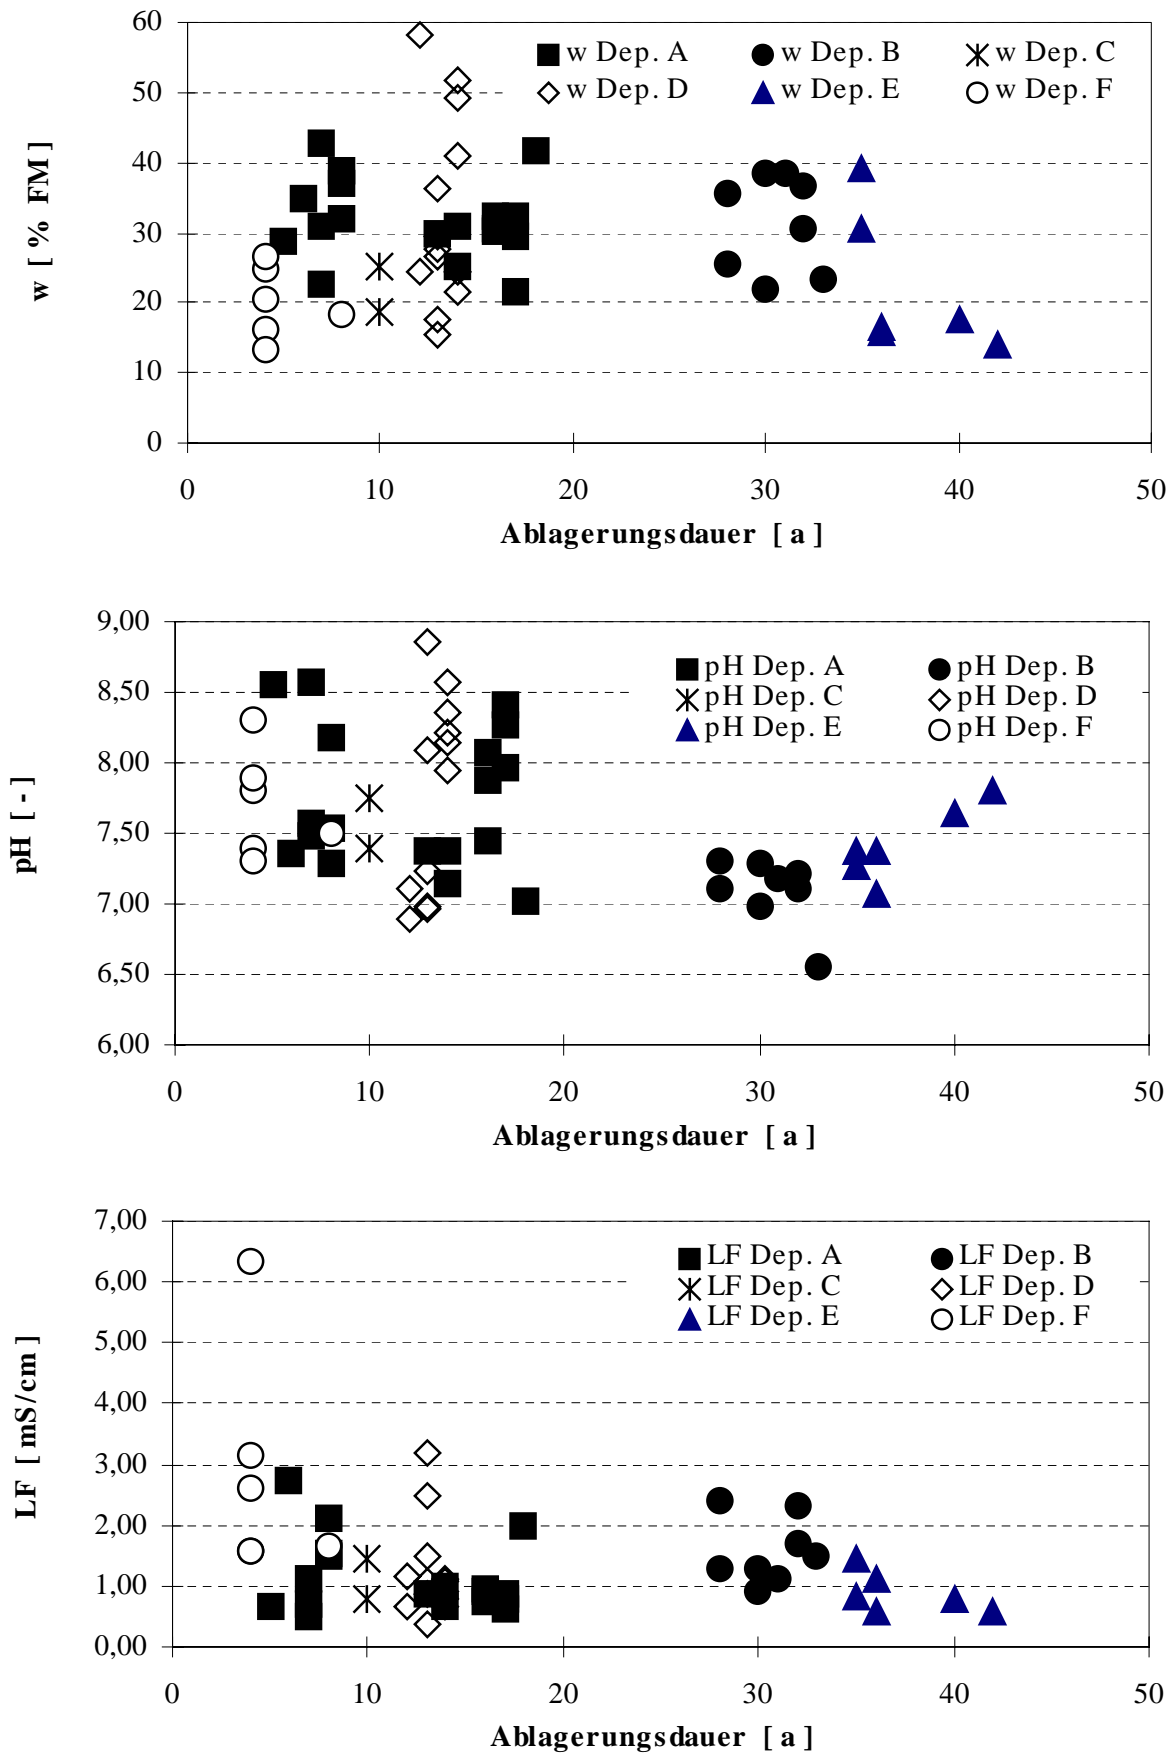 60
50
40
30
20
10
0
w [ % FM ]
w Dep. A w Dep. B w Dep. C
w Dep. D w Dep. E w Dep. F
0 10 20 30 40 50
Ablagerungsdauer [ a ]
9,00
8,50
8,00
7,50
7,00
6,50
6,00
pH [ - ]
pH Dep. A pH Dep. B
pH Dep. C pH Dep. D
pH Dep. E pH Dep. F
0 10 20 30 40 50
Ablagerungsdauer [ a ]
7,00
6,00
5,00
4,00
3,00
2,00
1,00
0,00
LF [ mS/cm ]
LF Dep. A LF Dep. B
LF Dep. C LF Dep. D
LF Dep. E LF Dep. F
0 10 20 30 40 50
Ablagerungsdauer [ a ]